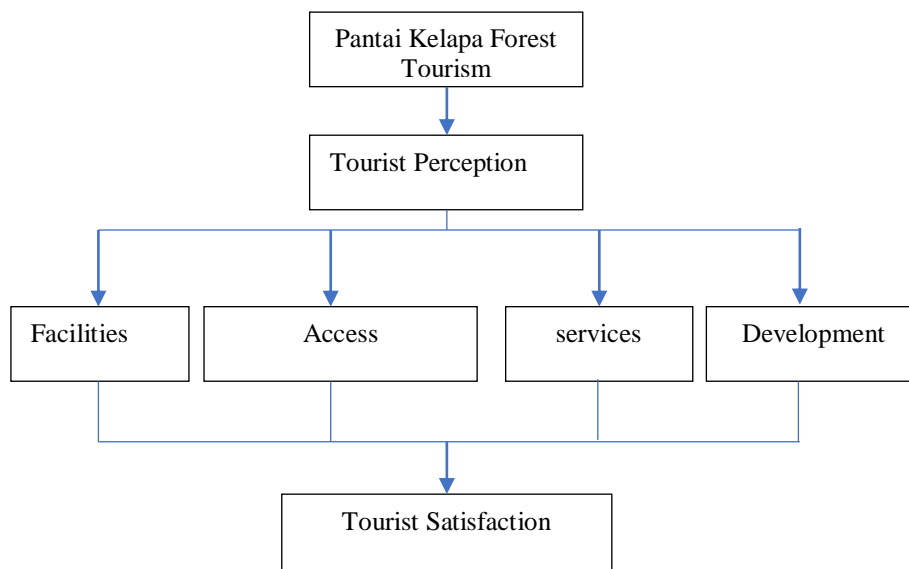 Pantai Kelapa Forest
Tourism
Tourist Perception
Facilities
Access
services
Development
Tourist Satisfaction